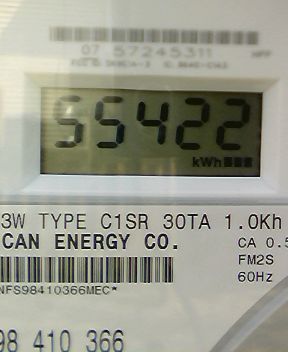 07 57245311
55422
kWh
3W TYPE C1SR 30TA 1.0Kh
CAN ENERGY CO.
CA 0.5
FM2S
60Hz
NFS98410366MEC*
98 410 366